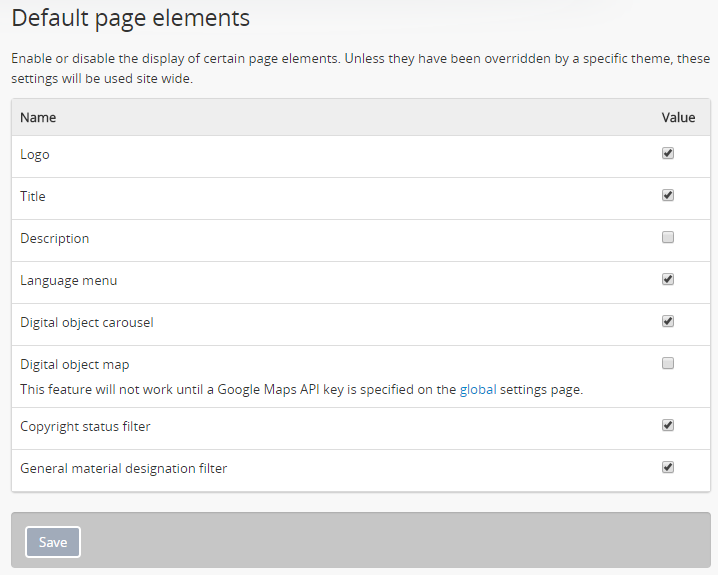 Default page elements
Enable or disable the display of certain page elements. Unless they have been overridden by a specific theme, these
settings will be used site wide.
Name Value
Logo
Title
Description
Language menu
Digital object carousel
Digital object map
This feature will not work until a Google Maps API key is specified on the global settings page.
Copyright status filter
General material designation filter
Save